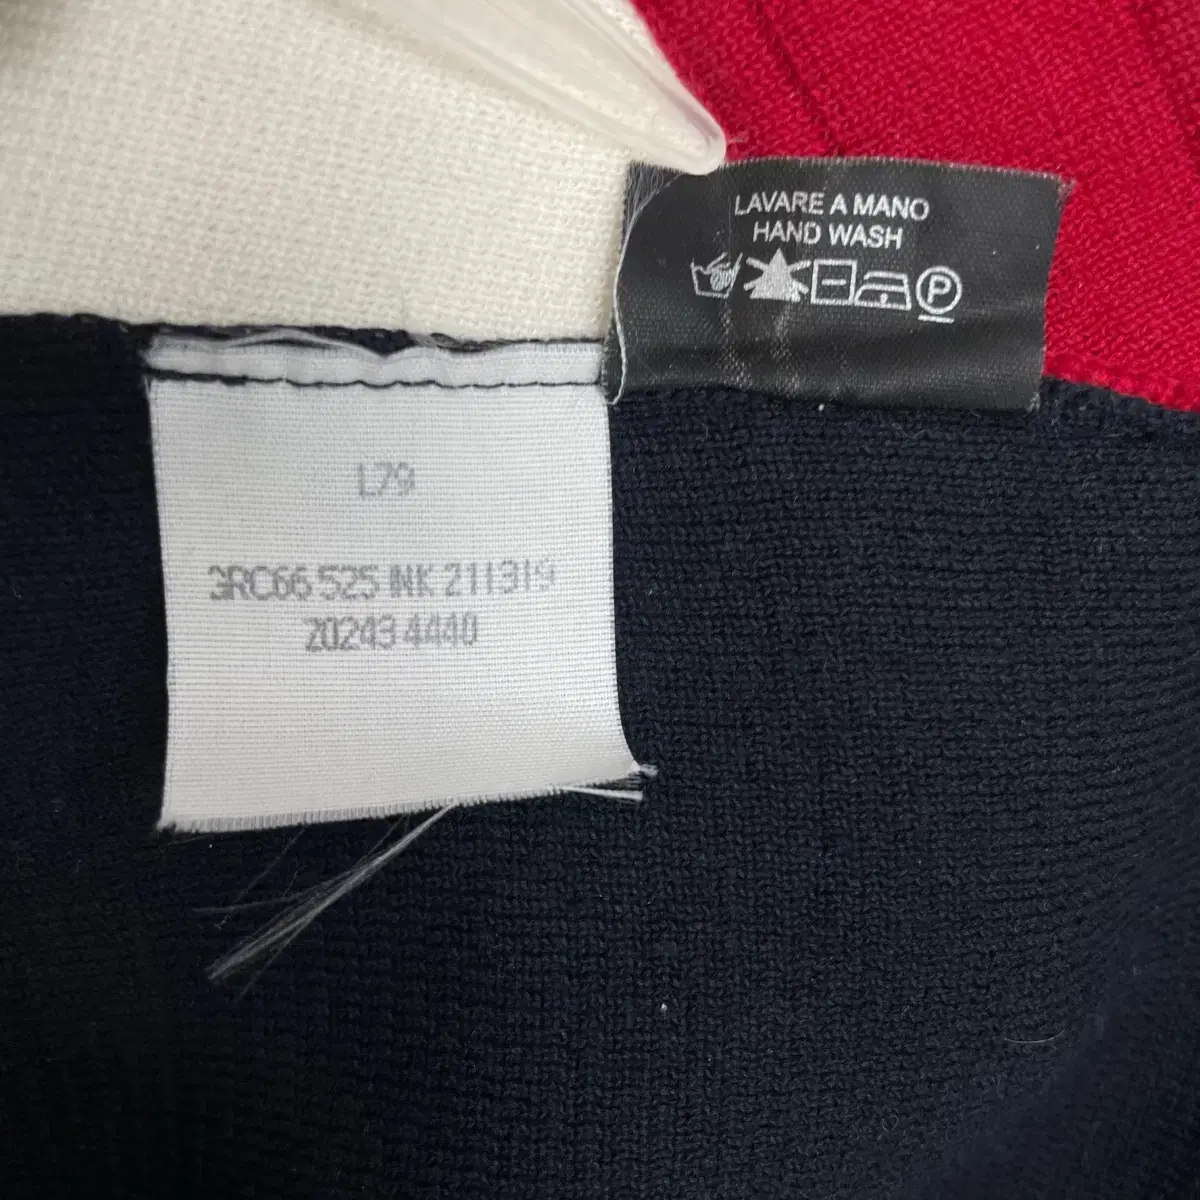 LAVARE A MANO
HAND WASH
P
L79
3RC66 525 INK 211319
20243 4440